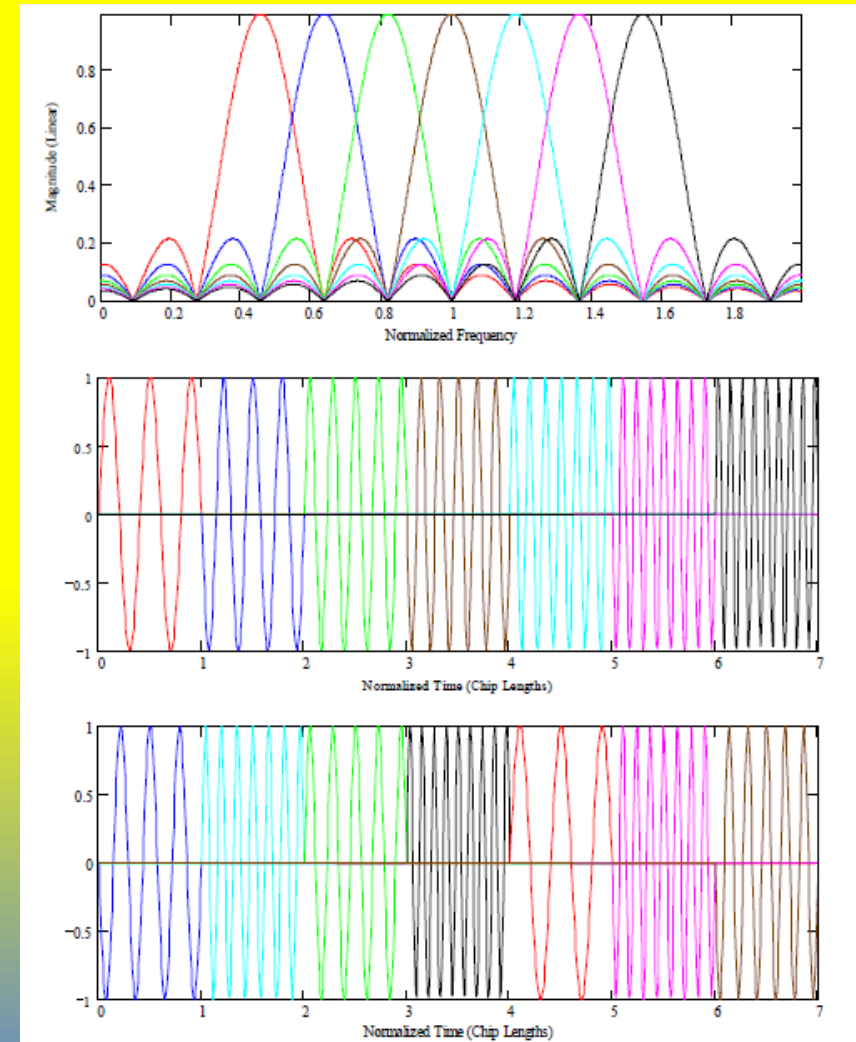 0.8
0.6
0.4
0.2
0
Magnitude (Linear)
0 0.2 0.4 0.6 0.8 1 1.2 1.4 1.6 1.8
Normalized Frequency
1
0.5
0
−0.5
−1
0 1 2 3 4 5 6 7
Normalized Time (Chip Lengths)
1
0.5
0
−0.5
−1
0 1 2 3 4 5 6 7
Normalized Time (Chip Lengths)